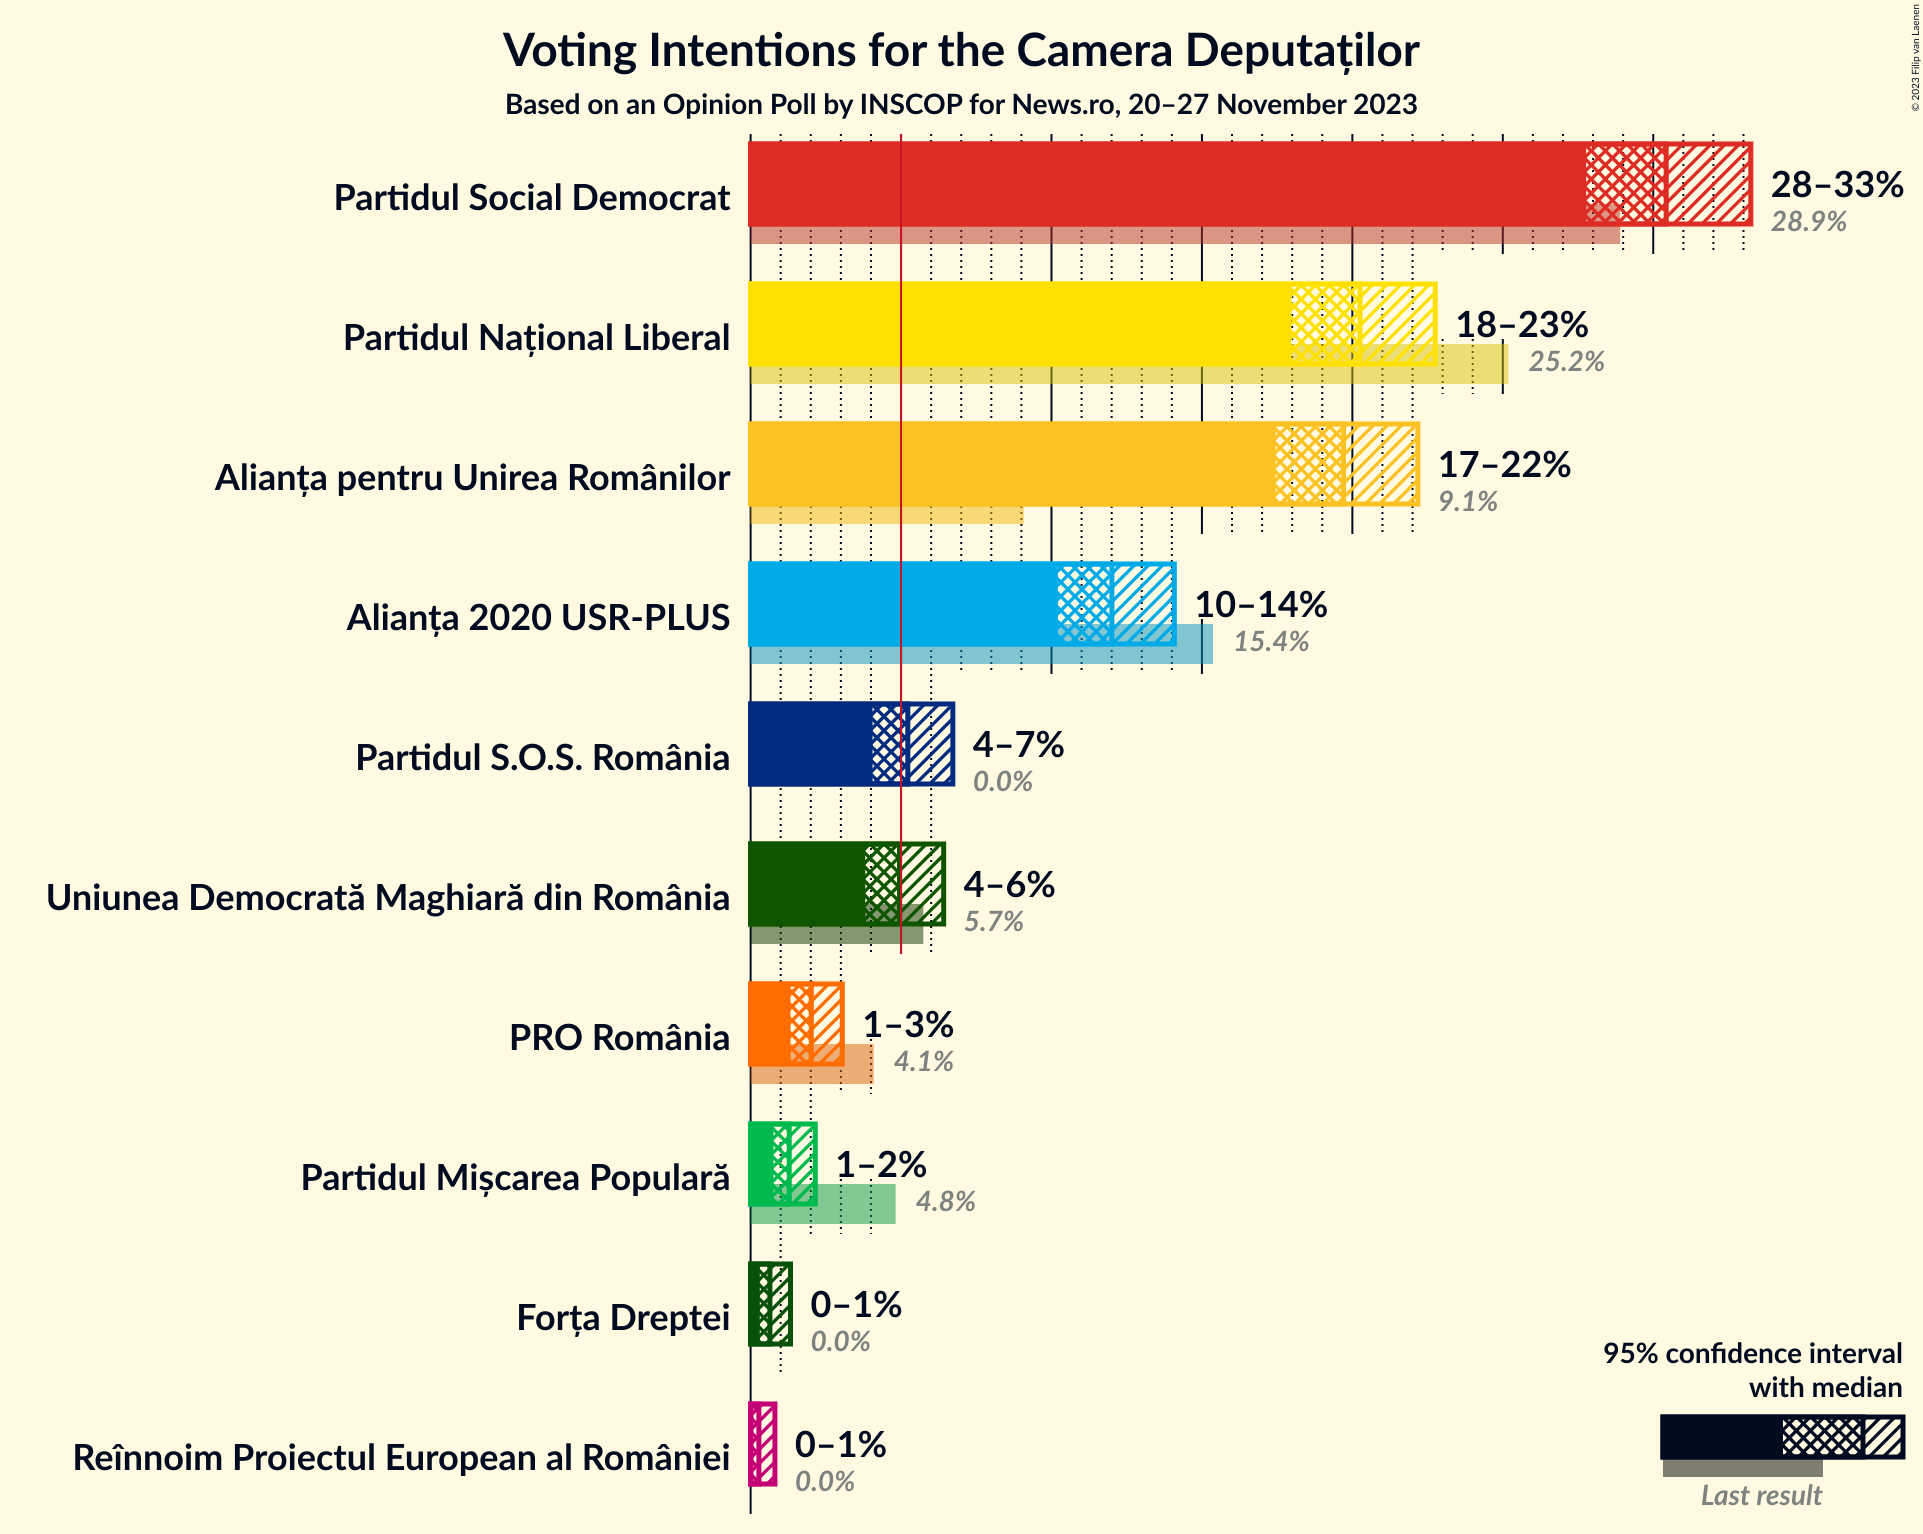 Voting Intentions for the Camera Deputaților
Based on an Opinion Poll by INSCOP for News.ro, 20–27 November 2023
© 2023 Filip van Laenen
Partidul Social Democrat
28–33%
28.9%
Partidul Național Liberal
18–23%
25.2%
Alianța pentru Unirea Românilor
17–22%
9.1%
Alianța 2020 USR-PLUS
10–14%
15.4%
Partidul S.O.S. România
4–7%
0.0%
Uniunea Democrată Maghiară din România
4–6%
5.7%
PRO România
1–3%
4.1%
Partidul Mișcarea Populară
1–2%
4.8%
Forța Dreptei
0–1%
0.0%
Reînnoim Proiectul European al României
0–1%
0.0%
95% confidence interval
with median
Last result